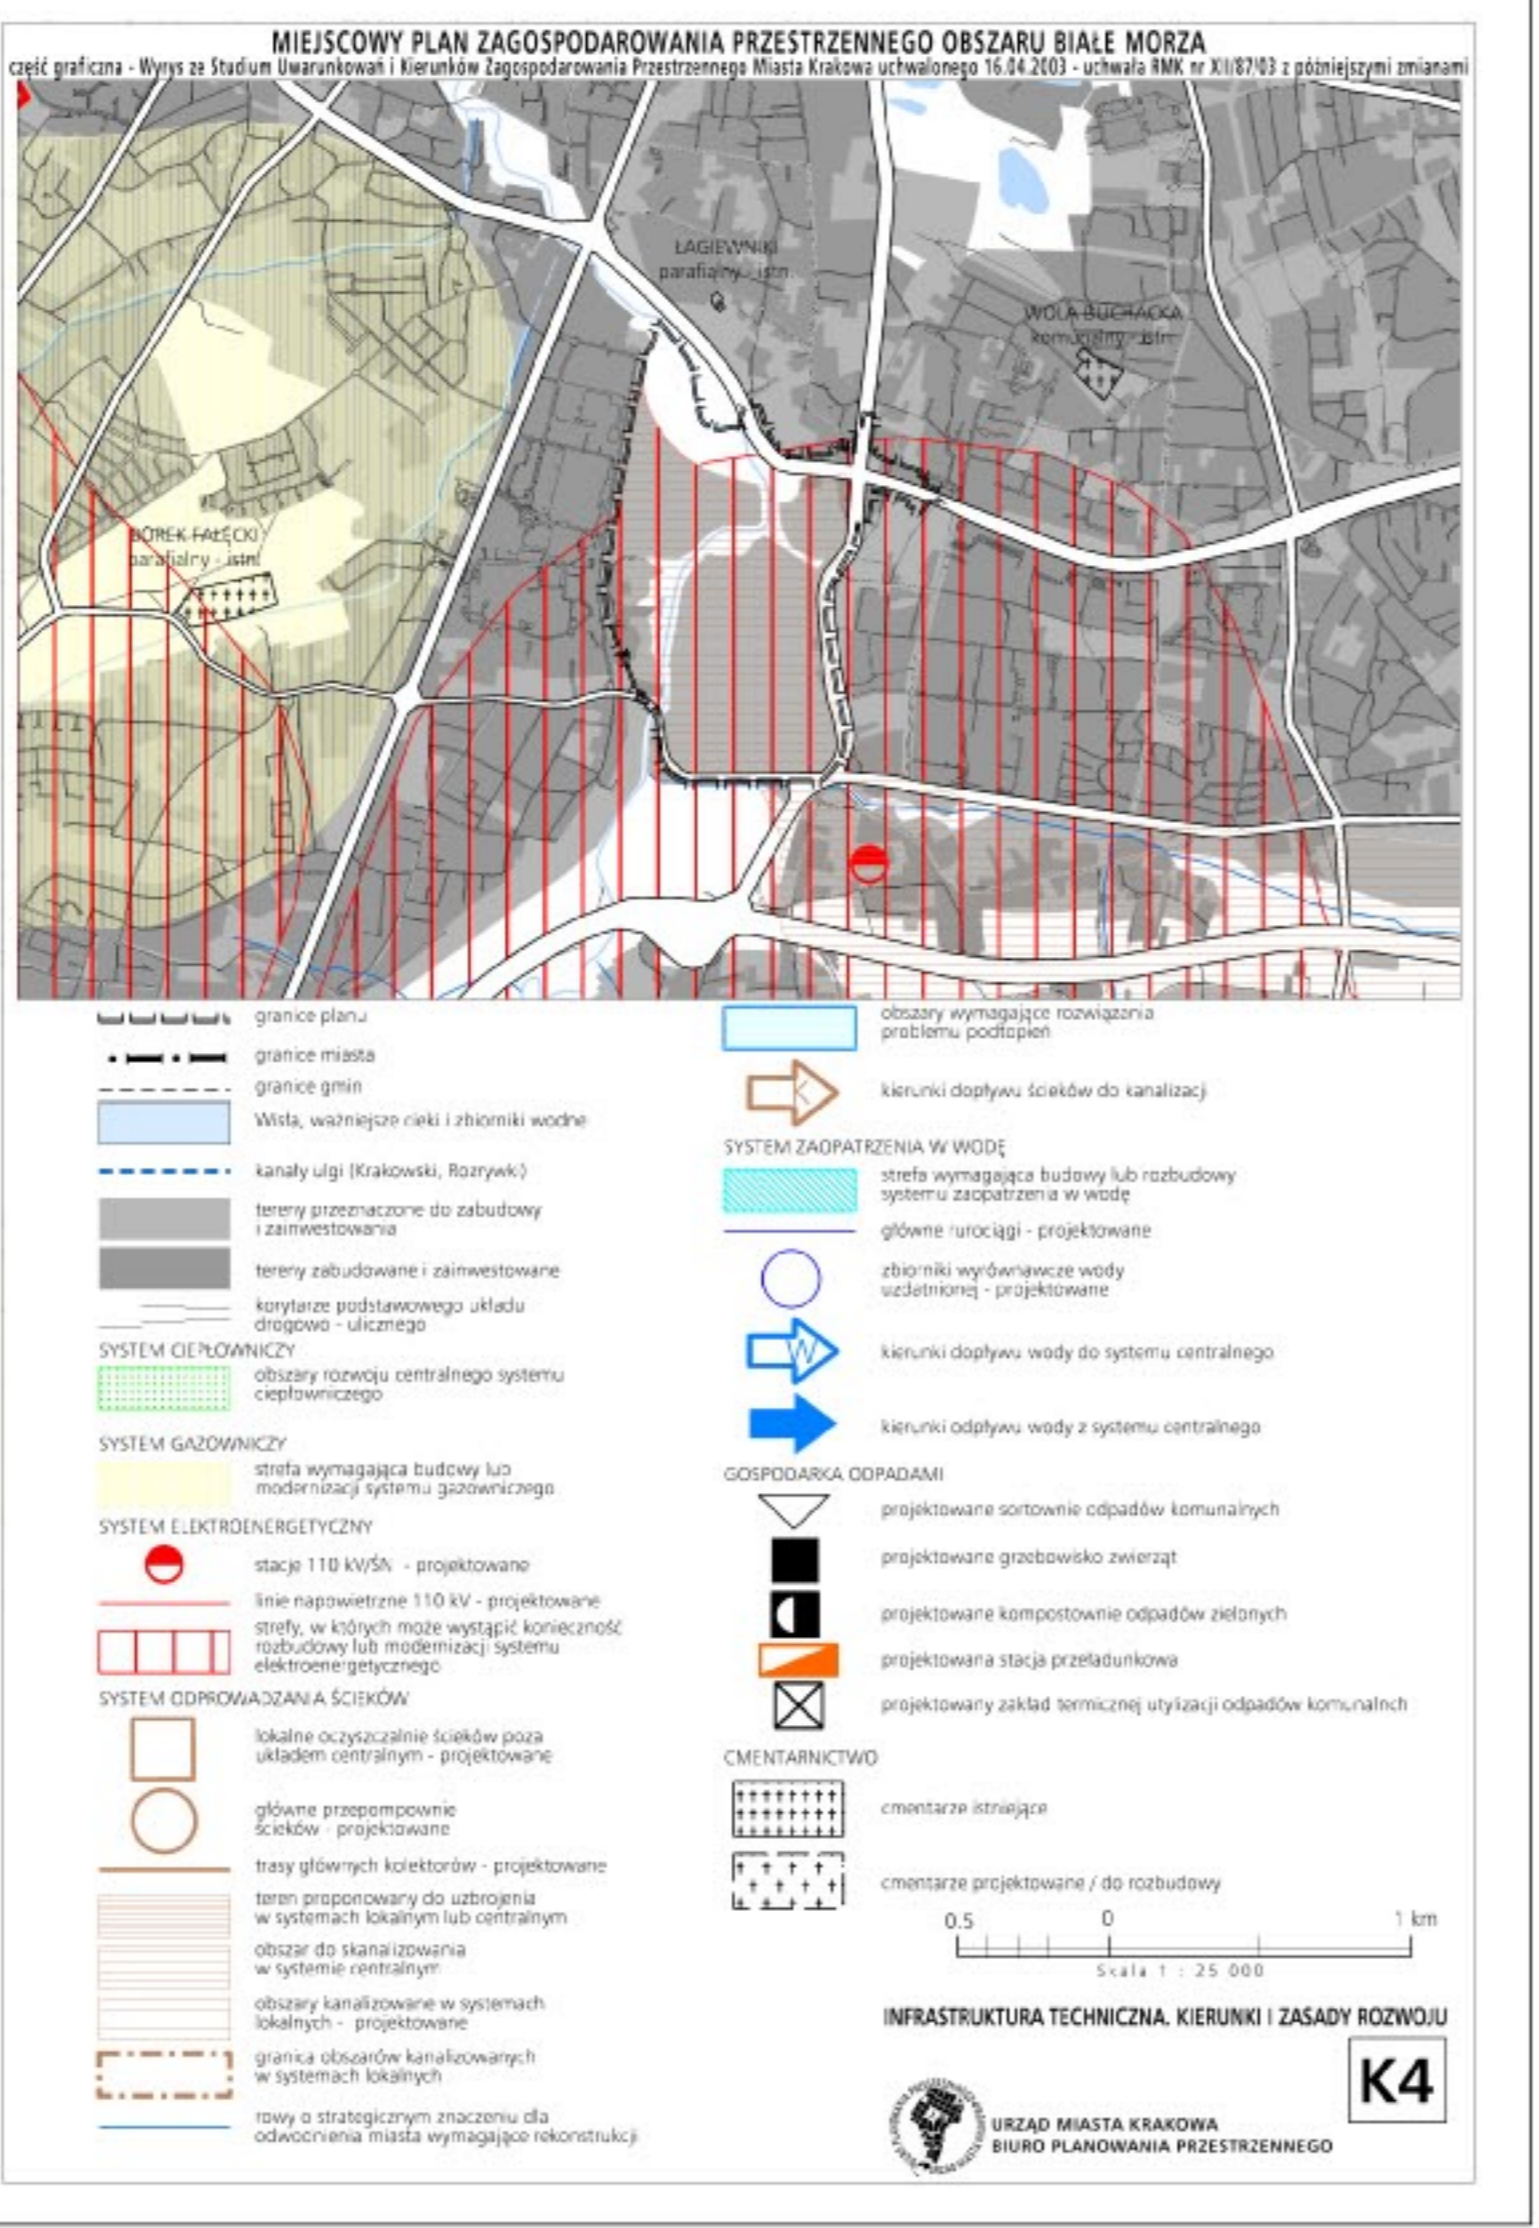 MIEJSCOWY PLAN ZAGOSPODAROWANIA PRZESTRZENNEGO OBSZARU BIAŁE MORZA
część graficzna - Wyrys ze Studium Uwarunkowań i Kierunków Zagospodarowania Przestrzennego Miasta Krakowa uchwalonego 16.04.2003 - uchwała RMK nr XII/87/03 z późniejszymi zmianami
ŁAGIEWNIKI
parafialny - istn.
WOLA DUCHACKA
komunalny - istn.
BOREK FAŁĘCKI
parafialny - istn.
granice planu
granice miasta
granice gmin
Wisła, ważniejsze cieki i zbiorniki wodne
kanały ulgi (Krakowski, Rozrywki)
tereny przeznaczone do zabudowy
i zainwestowania
tereny zabudowane i zainwestowane
korytarze podstawowego układu
drogowo - ulicznego
SYSTEM CIEPŁOWNICZY
obszary rozwoju centralnego systemu
ciepłowniczego
SYSTEM GAZOWNICZY
strefa wymagająca budowy lub
modernizacji systemu gazowniczego
SYSTEM ELEKTROENERGETYCZNY
stacje 110 kV/ŚN - projektowane
linie napowietrzne 110 kV - projektowane
strefy, w których może wystąpić konieczność
rozbudowy lub modernizacji systemu
elektroenergetycznego
SYSTEM ODPROWADZANIA ŚCIEKÓW
lokalne oczyszczalnie ścieków poza
układem centralnym - projektowane
główne przepompownie
ścieków - projektowane
trasy głównych kolektorów - projektowane
teren proponowany do uzbrojenia
w systemach lokalnym lub centralnym
obszar do skanalizowania
w systemie centralnym
obszary kanalizowane w systemach
lokalnych - projektowane
granica obszarów kanalizowanych
w systemach lokalnych
rowy o strategicznym znaczeniu dla
odwodnienia miasta wymagające rekonstrukcji
obszary wymagające rozwiązania
problemu podtopień
K
kierunki dopływu ścieków do kanalizacji
SYSTEM ZAOPATRZENIA W WODĘ
strefa wymagająca budowy lub rozbudowy
systemu zaopatrzenia w wodę
główne rurociągi - projektowane
zbiorniki wyrównawcze wody
uzdatnionej - projektowane
W
kierunki dopływu wody do systemu centralnego
kierunki odpływu wody z systemu centralnego
GOSPODARKA ODPADAMI
projektowane sortownie odpadów komunalnych
projektowane grzebowisko zwierząt
projektowane kompostownie odpadów zielonych
projektowana stacja przeładunkowa
projektowany zakład termicznej utylizacji odpadów komunalnch
CMENTARNICTWO
cmentarze istniejące
cmentarze projektowane / do rozbudowy
0.5 0 1 km
Skala 1 : 25 000
INFRASTRUKTURA TECHNICZNA. KIERUNKI I ZASADY ROZWOJU
K4
URZĄD MIASTA KRAKOWA
BIURO PLANOWANIA PRZESTRZENNEGO